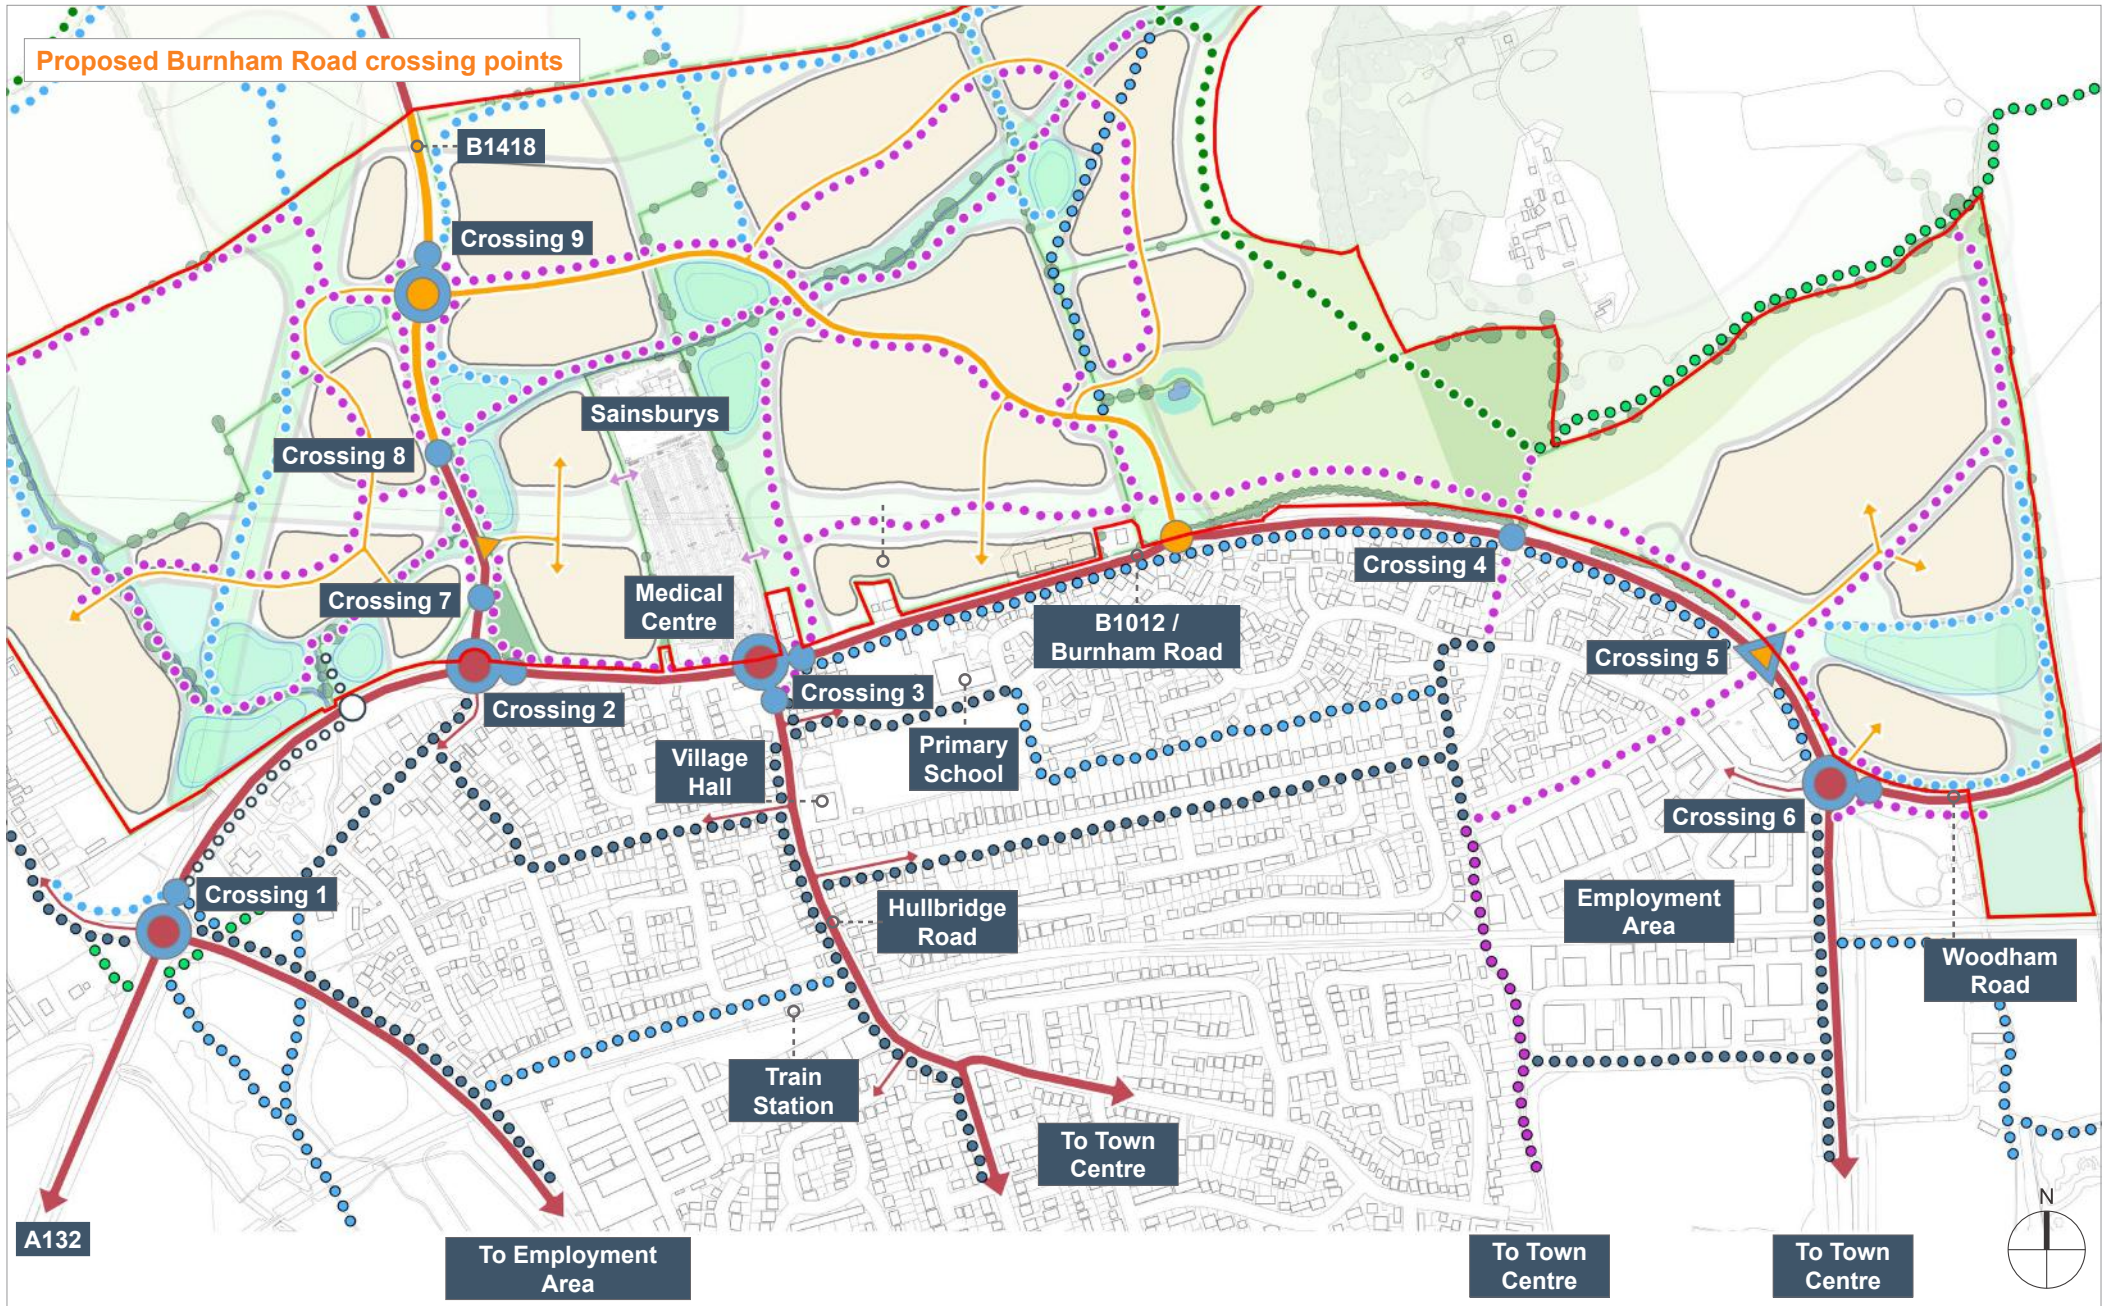 Proposed Burnham Road crossing points
B1418
Crossing 9
Sainsburys
Crossing 8
Crossing 7
Medical
Centre
Crossing 4
B1012 /
Burnham Road
Crossing 5
Crossing 2
Crossing 3
Village
Hall
Primary
School
Crossing 6
Crossing 1
Hullbridge
Road
Employment
Area
Woodham
Road
Train
Station
To Town
Centre
N
A132
To Employment
Area
To Town
Centre
To Town
Centre